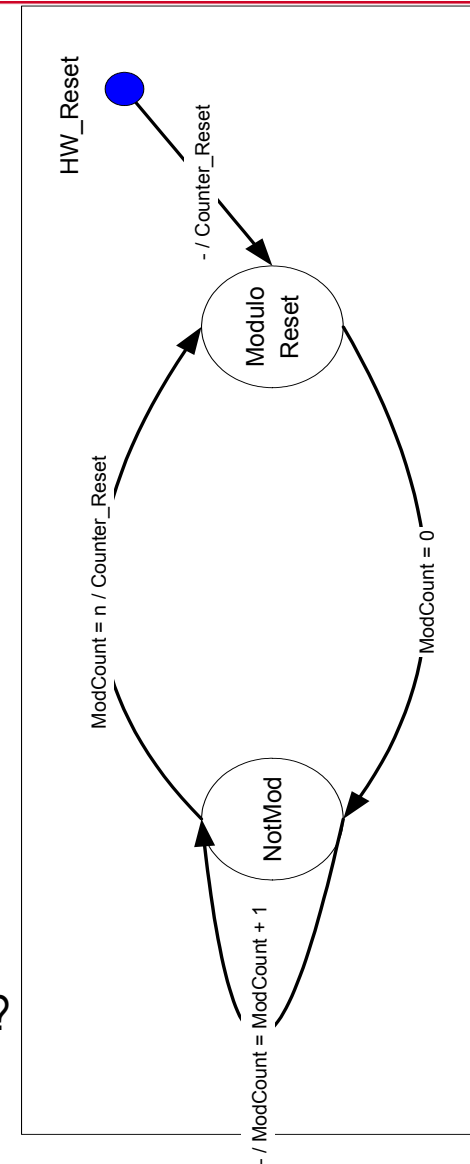 HW_Reset
- / Counter_Reset
Modulo
Reset
ModCount = n / Counter_Reset
ModCount = 0
NotMod
- / ModCount = ModCount + 1